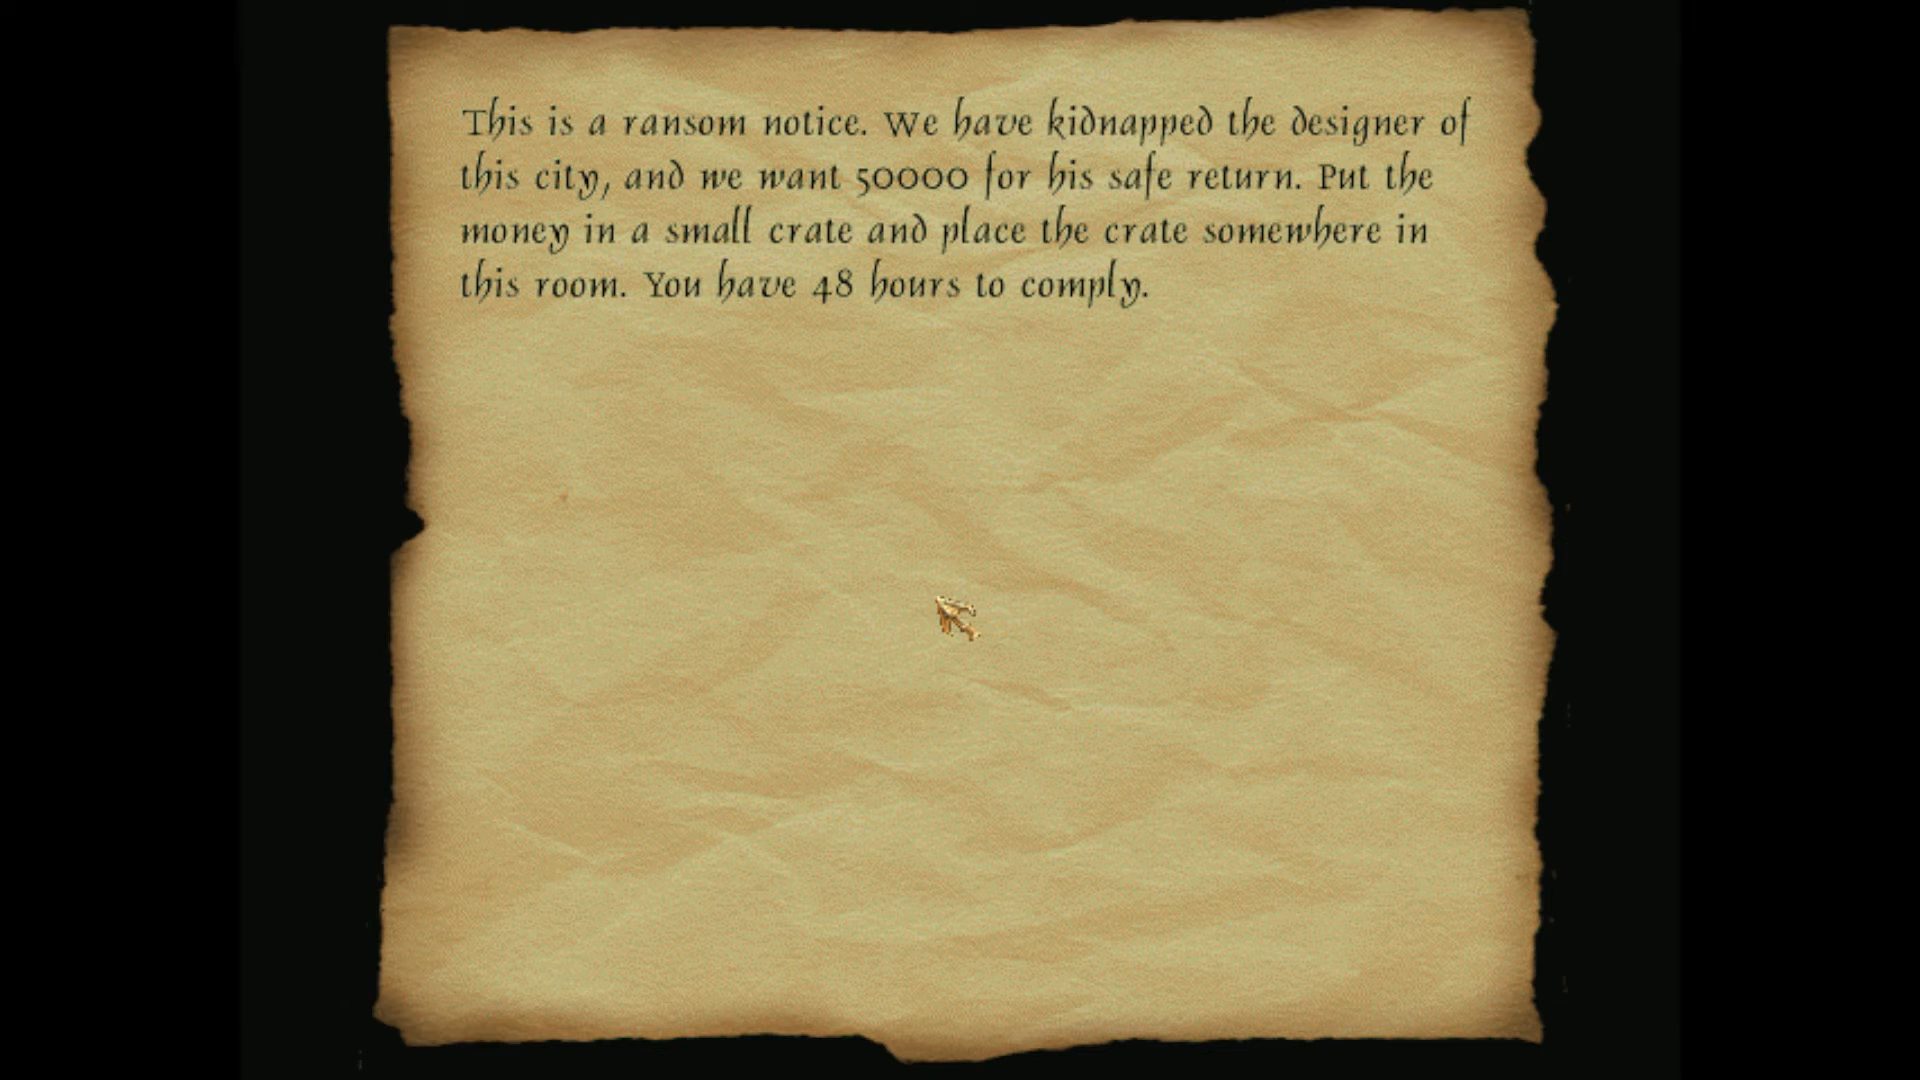 This is a ransom notice. We have kidnapped the designer of
this city, and we want 50000 for his safe return. Put the
money in a small crate and place the crate somewhere in
this room. You have 48 hours to comply.